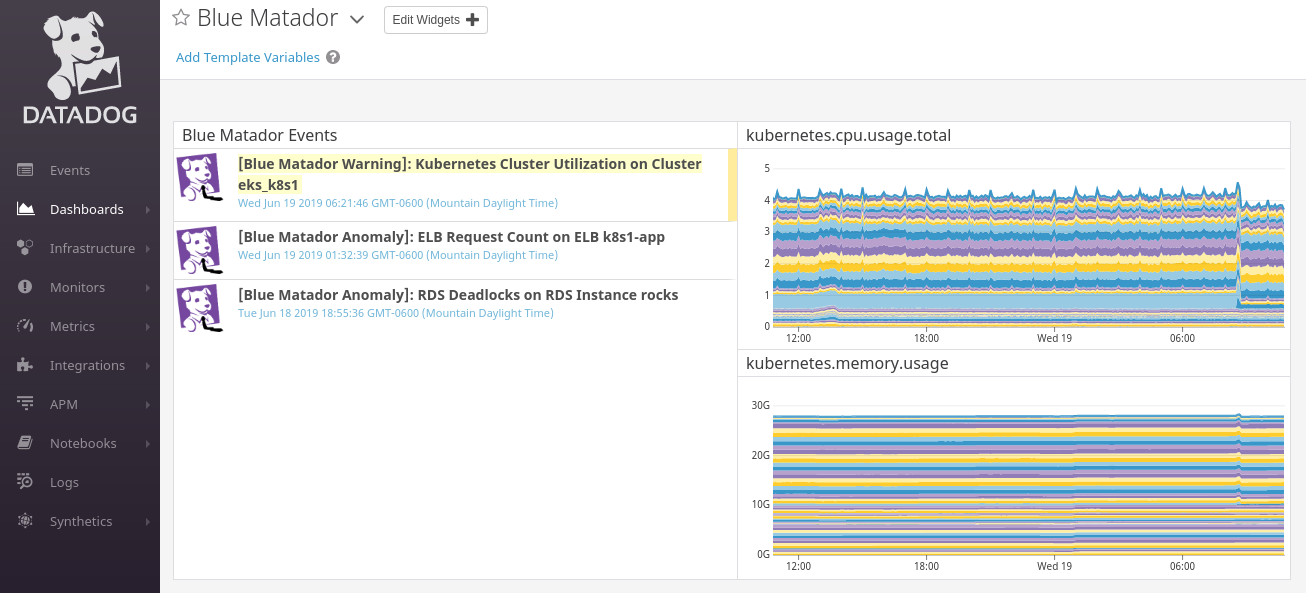 DATADOG
Events
Dashboards
Infrastructure
Monitors
Metrics
Integrations
APM
Notebooks
Logs
Synthetics
Blue Matador
Edit Widgets
Add Template Variables
?
Blue Matador Events
[Blue Matador Warning]: Kubernetes Cluster Utilization on Cluster
eks_k8s1
Wed Jun 19 2019 06:21:46 GMT-0600 (Mountain Daylight Time)
[Blue Matador Anomaly]: ELB Request Count on ELB k8s1-app
Wed Jun 19 2019 01:32:39 GMT-0600 (Mountain Daylight Time)
[Blue Matador Anomaly]: RDS Deadlocks on RDS Instance rocks
Tue Jun 18 2019 18:55:36 GMT-0600 (Mountain Daylight Time)
kubernetes.cpu.usage.total
5
4
3
2
1
0
12:00 18:00 Wed 19 06:00
kubernetes.memory.usage
30G
20G
10G
0G
12:00 18:00 Wed 19 06:00